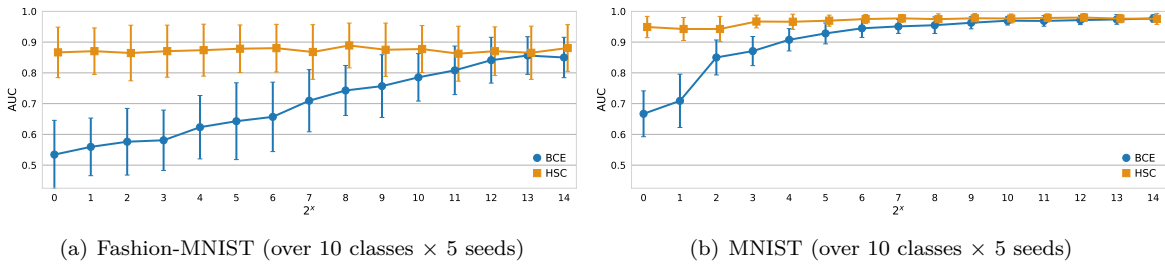 1.0
0.9
0.8
0.7
0.6
0.5
AUC
0 1 2 3 4 5 6 7 8 9 10 11 12 13 14
2^x
BCE
HSC
(a) Fashion-MNIST (over 10 classes × 5 seeds)
1.0
0.9
0.8
0.7
0.6
0.5
AUC
0 1 2 3 4 5 6 7 8 9 10 11 12 13 14
2^x
BCE
HSC
(b) MNIST (over 10 classes × 5 seeds)